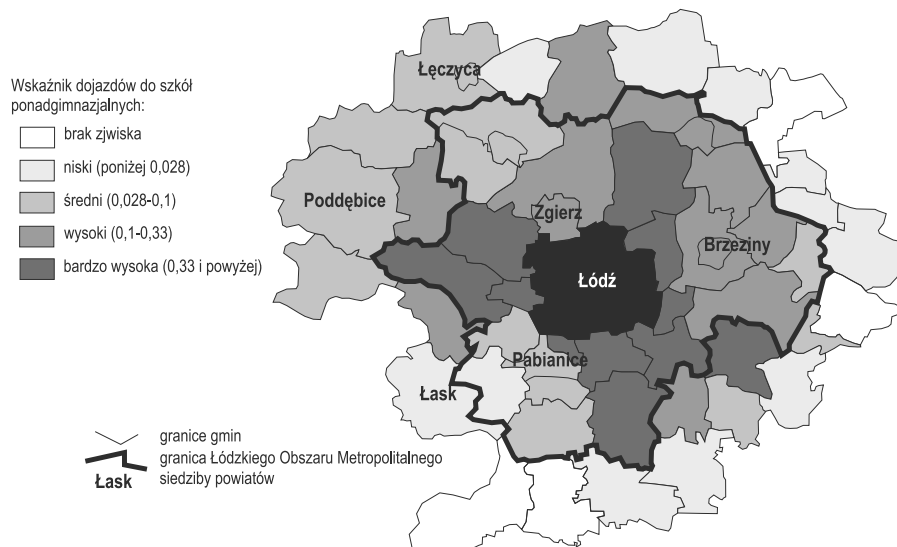 Wskaźnik dojazdów do szkół
ponadgimnazjalnych:
brak zjwiska
niski (poniżej 0,028)
średni (0,028-0,1)
wysoki (0,1-0,33)
bardzo wysoka (0,33 i powyżej)
Łęczyca
Poddębice
Zgierz
Brzeziny
Łódź
Pabianice
Łask
granice gmin
granica Łódzkiego Obszaru Metropolitalnego
Łask siedziby powiatów